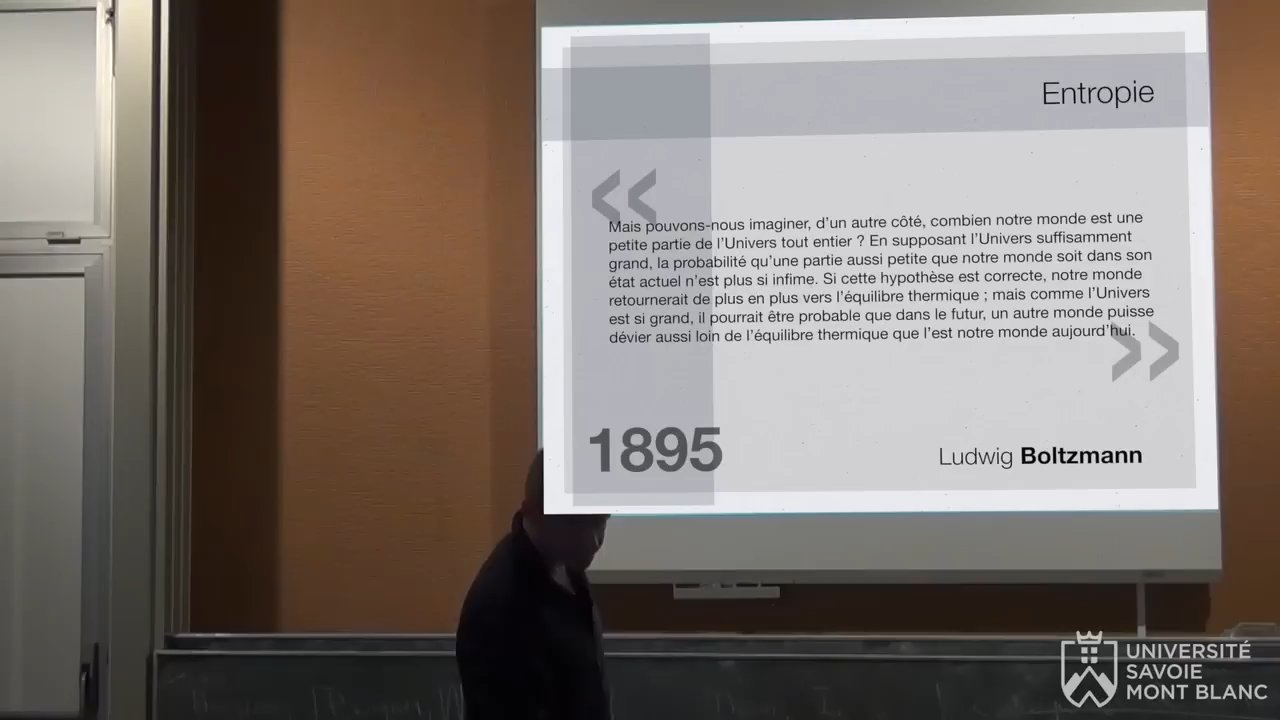 Entropie
«
Mais pouvons-nous imaginer, d'un autre côté, combien notre monde est une
petite partie de l'Univers tout entier ? En supposant l'Univers suffisamment
grand, la probabilité qu'une partie aussi petite que notre monde soit dans son
état actuel n'est plus si infime. Si cette hypothèse est correcte, notre monde
retournerait de plus en plus vers l'équilibre thermique ; mais comme l'Univers
est si grand, il pourrait être probable que dans le futur, un autre monde puisse
dévier aussi loin de l'équilibre thermique que l'est notre monde aujourd'hui.
»
1895
Ludwig Boltzmann
UNIVERSITÉ
SAVOIE
MONT BLANC